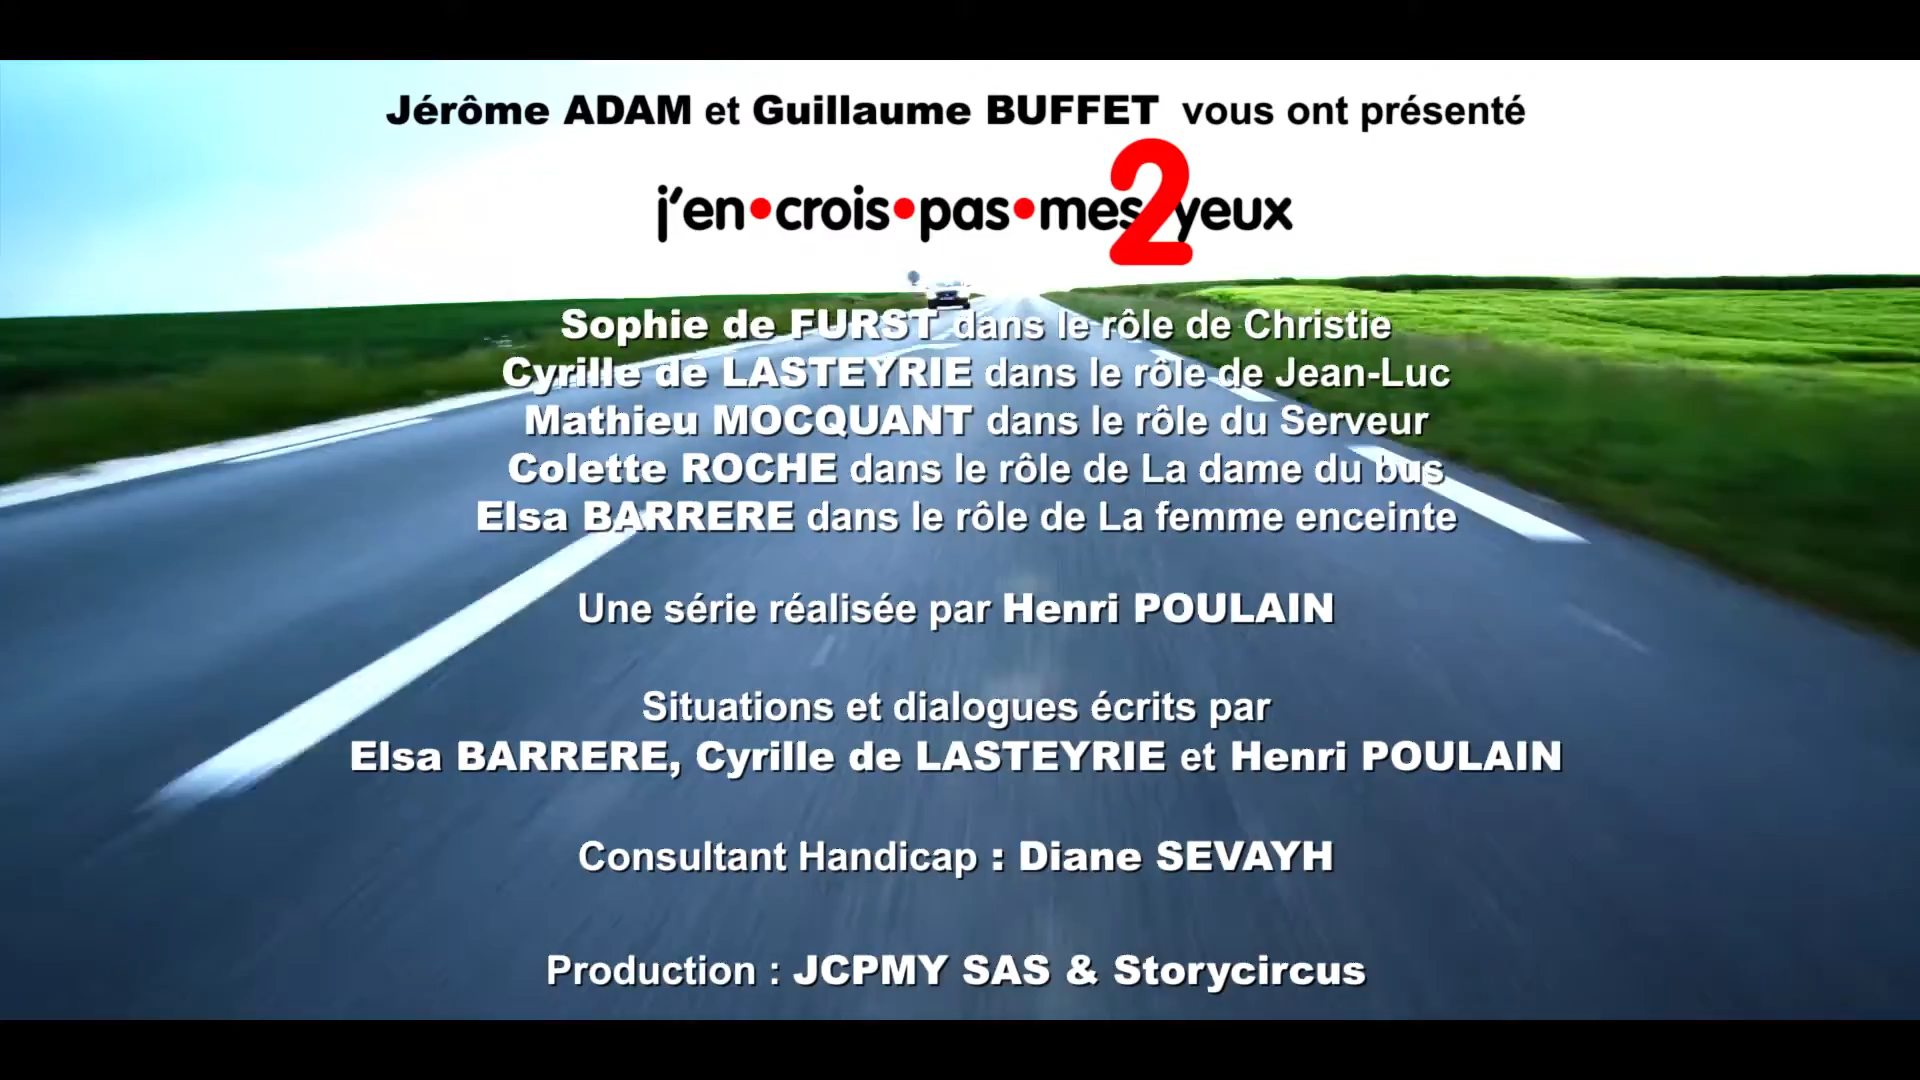 Jérôme ADAM et Guillaume BUFFET vous ont présenté
j'en•crois•pas•mes2yeux
Sophie de FURST dans le rôle de Christie
Cyrille de LASTEYRIE dans le rôle de Jean-Luc
Mathieu MOCQUANT dans le rôle du Serveur
Colette ROCHE dans le rôle de La dame du bus
Elsa BARRERE dans le rôle de La femme enceinte
Une série réalisée par Henri POULAIN
Situations et dialogues écrits par
Elsa BARRERE, Cyrille de LASTEYRIE et Henri POULAIN
Consultant Handicap : Diane SEVAYH
Production : JCPMY SAS & Storycircus